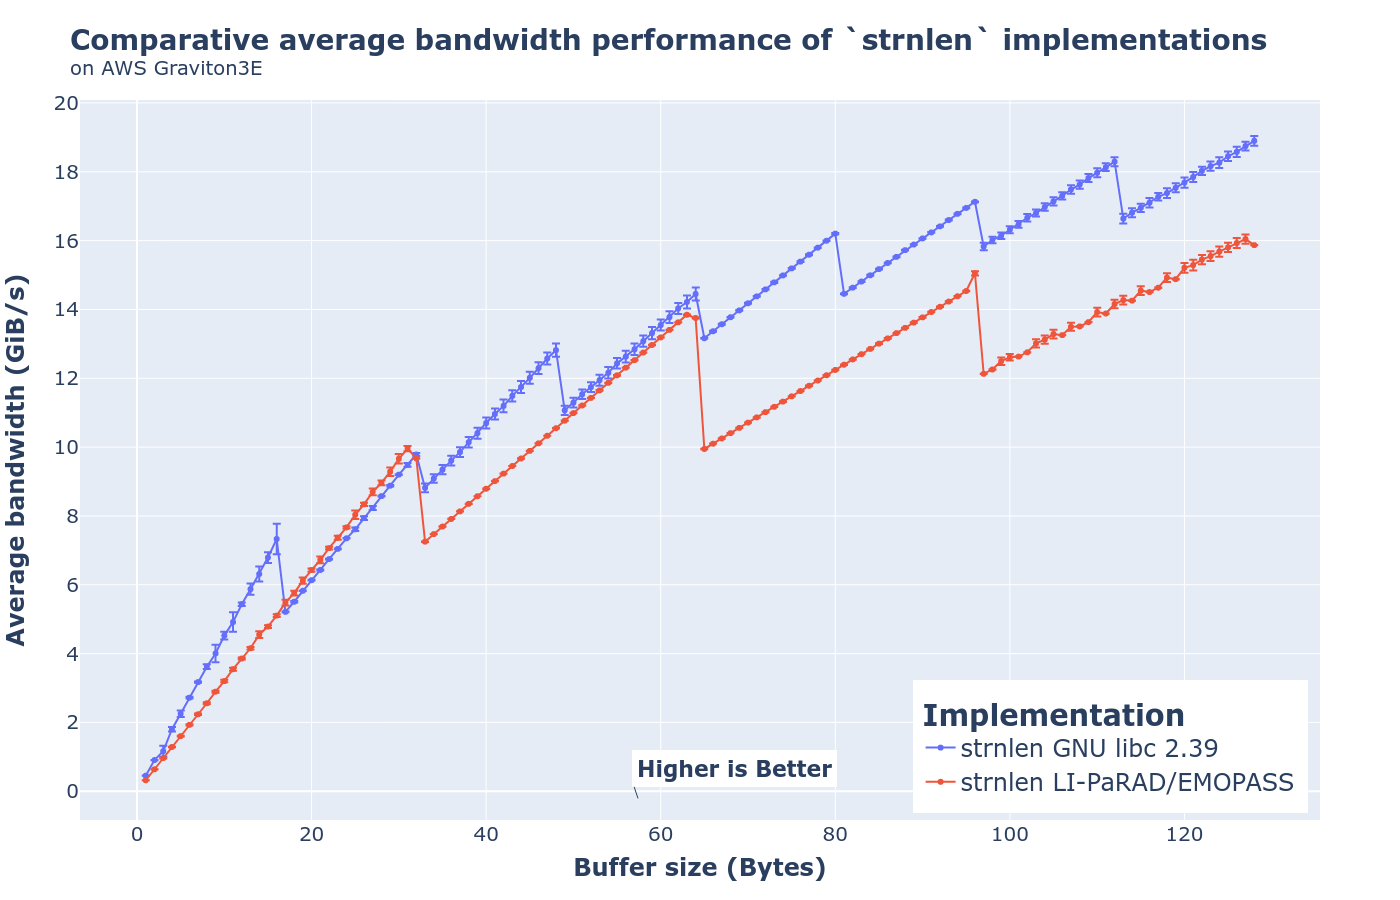 Comparative average bandwidth performance of `strnlen` implementations
on AWS Graviton3E
Average bandwidth (GiB/s)
20
18
16
14
12
10
8
6
4
2
0
Higher is Better
Implementation
strnlen GNU libc 2.39
strnlen LI-PaRAD/EMOPASS
0 20 40 60 80 100 120
Buffer size (Bytes)